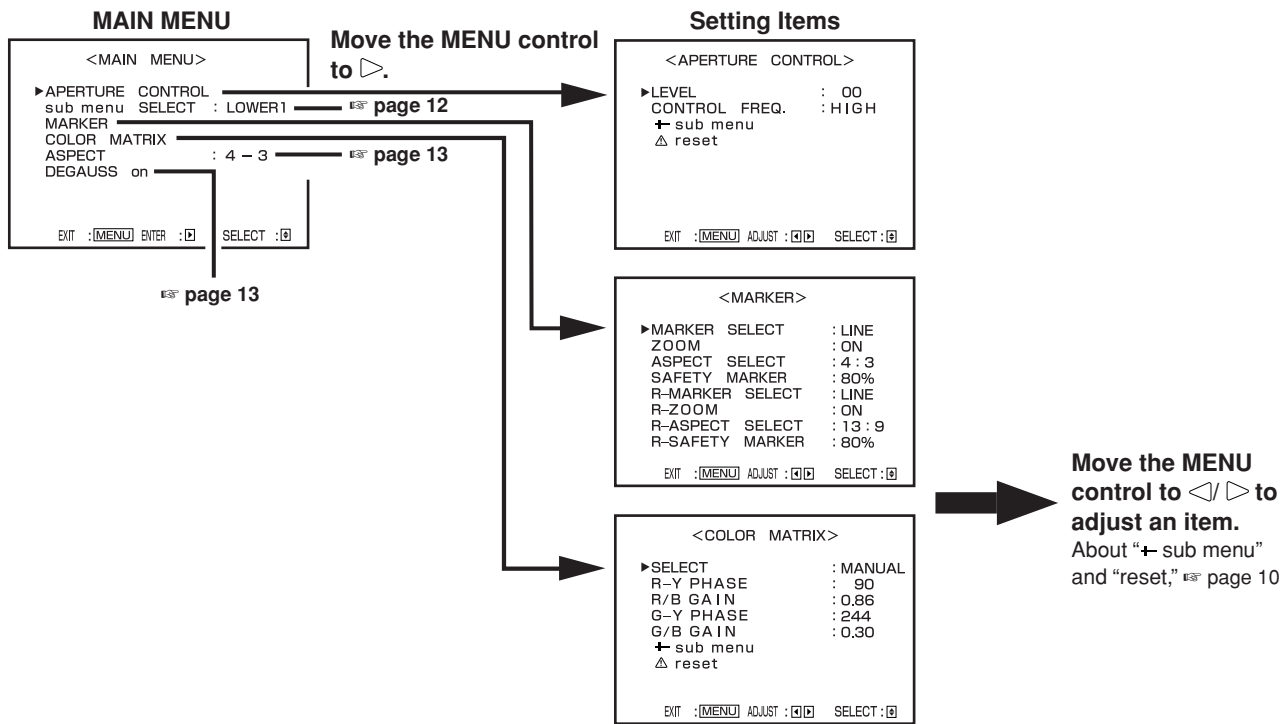 MAIN MENU
<MAIN MENU>
▶APERTURE CONTROL
sub menu SELECT : LOWER1
☞ page 12
MARKER
COLOR MATRIX
ASPECT : 4 – 3
☞ page 13
DEGAUSS on
EXIT : MENU ENTER : ▶ SELECT : ♦
☞ page 13
Move the MENU control
to ▷.
Setting Items
<APERTURE CONTROL>
▶LEVEL : 00
CONTROL FREQ. : HIGH
+ sub menu
⚠ reset
EXIT : MENU ADJUST : ◀ ▶ SELECT : ♦
<MARKER>
▶MARKER SELECT : LINE
ZOOM : ON
ASPECT SELECT : 4 : 3
SAFETY MARKER : 80%
R–MARKER SELECT : LINE
R–ZOOM : ON
R–ASPECT SELECT : 13 : 9
R–SAFETY MARKER : 80%
EXIT : MENU ADJUST : ◀ ▶ SELECT : ♦
<COLOR MATRIX>
▶SELECT : MANUAL
R–Y PHASE : 90
R/B GAIN : 0.86
G–Y PHASE : 244
G/B GAIN : 0.30
+ sub menu
⚠ reset
EXIT : MENU ADJUST : ◀ ▶ SELECT : ♦
Move the MENU
control to ◁/ ▷ to
adjust an item.
About “+ sub menu”
and “reset,” ☞ page 10